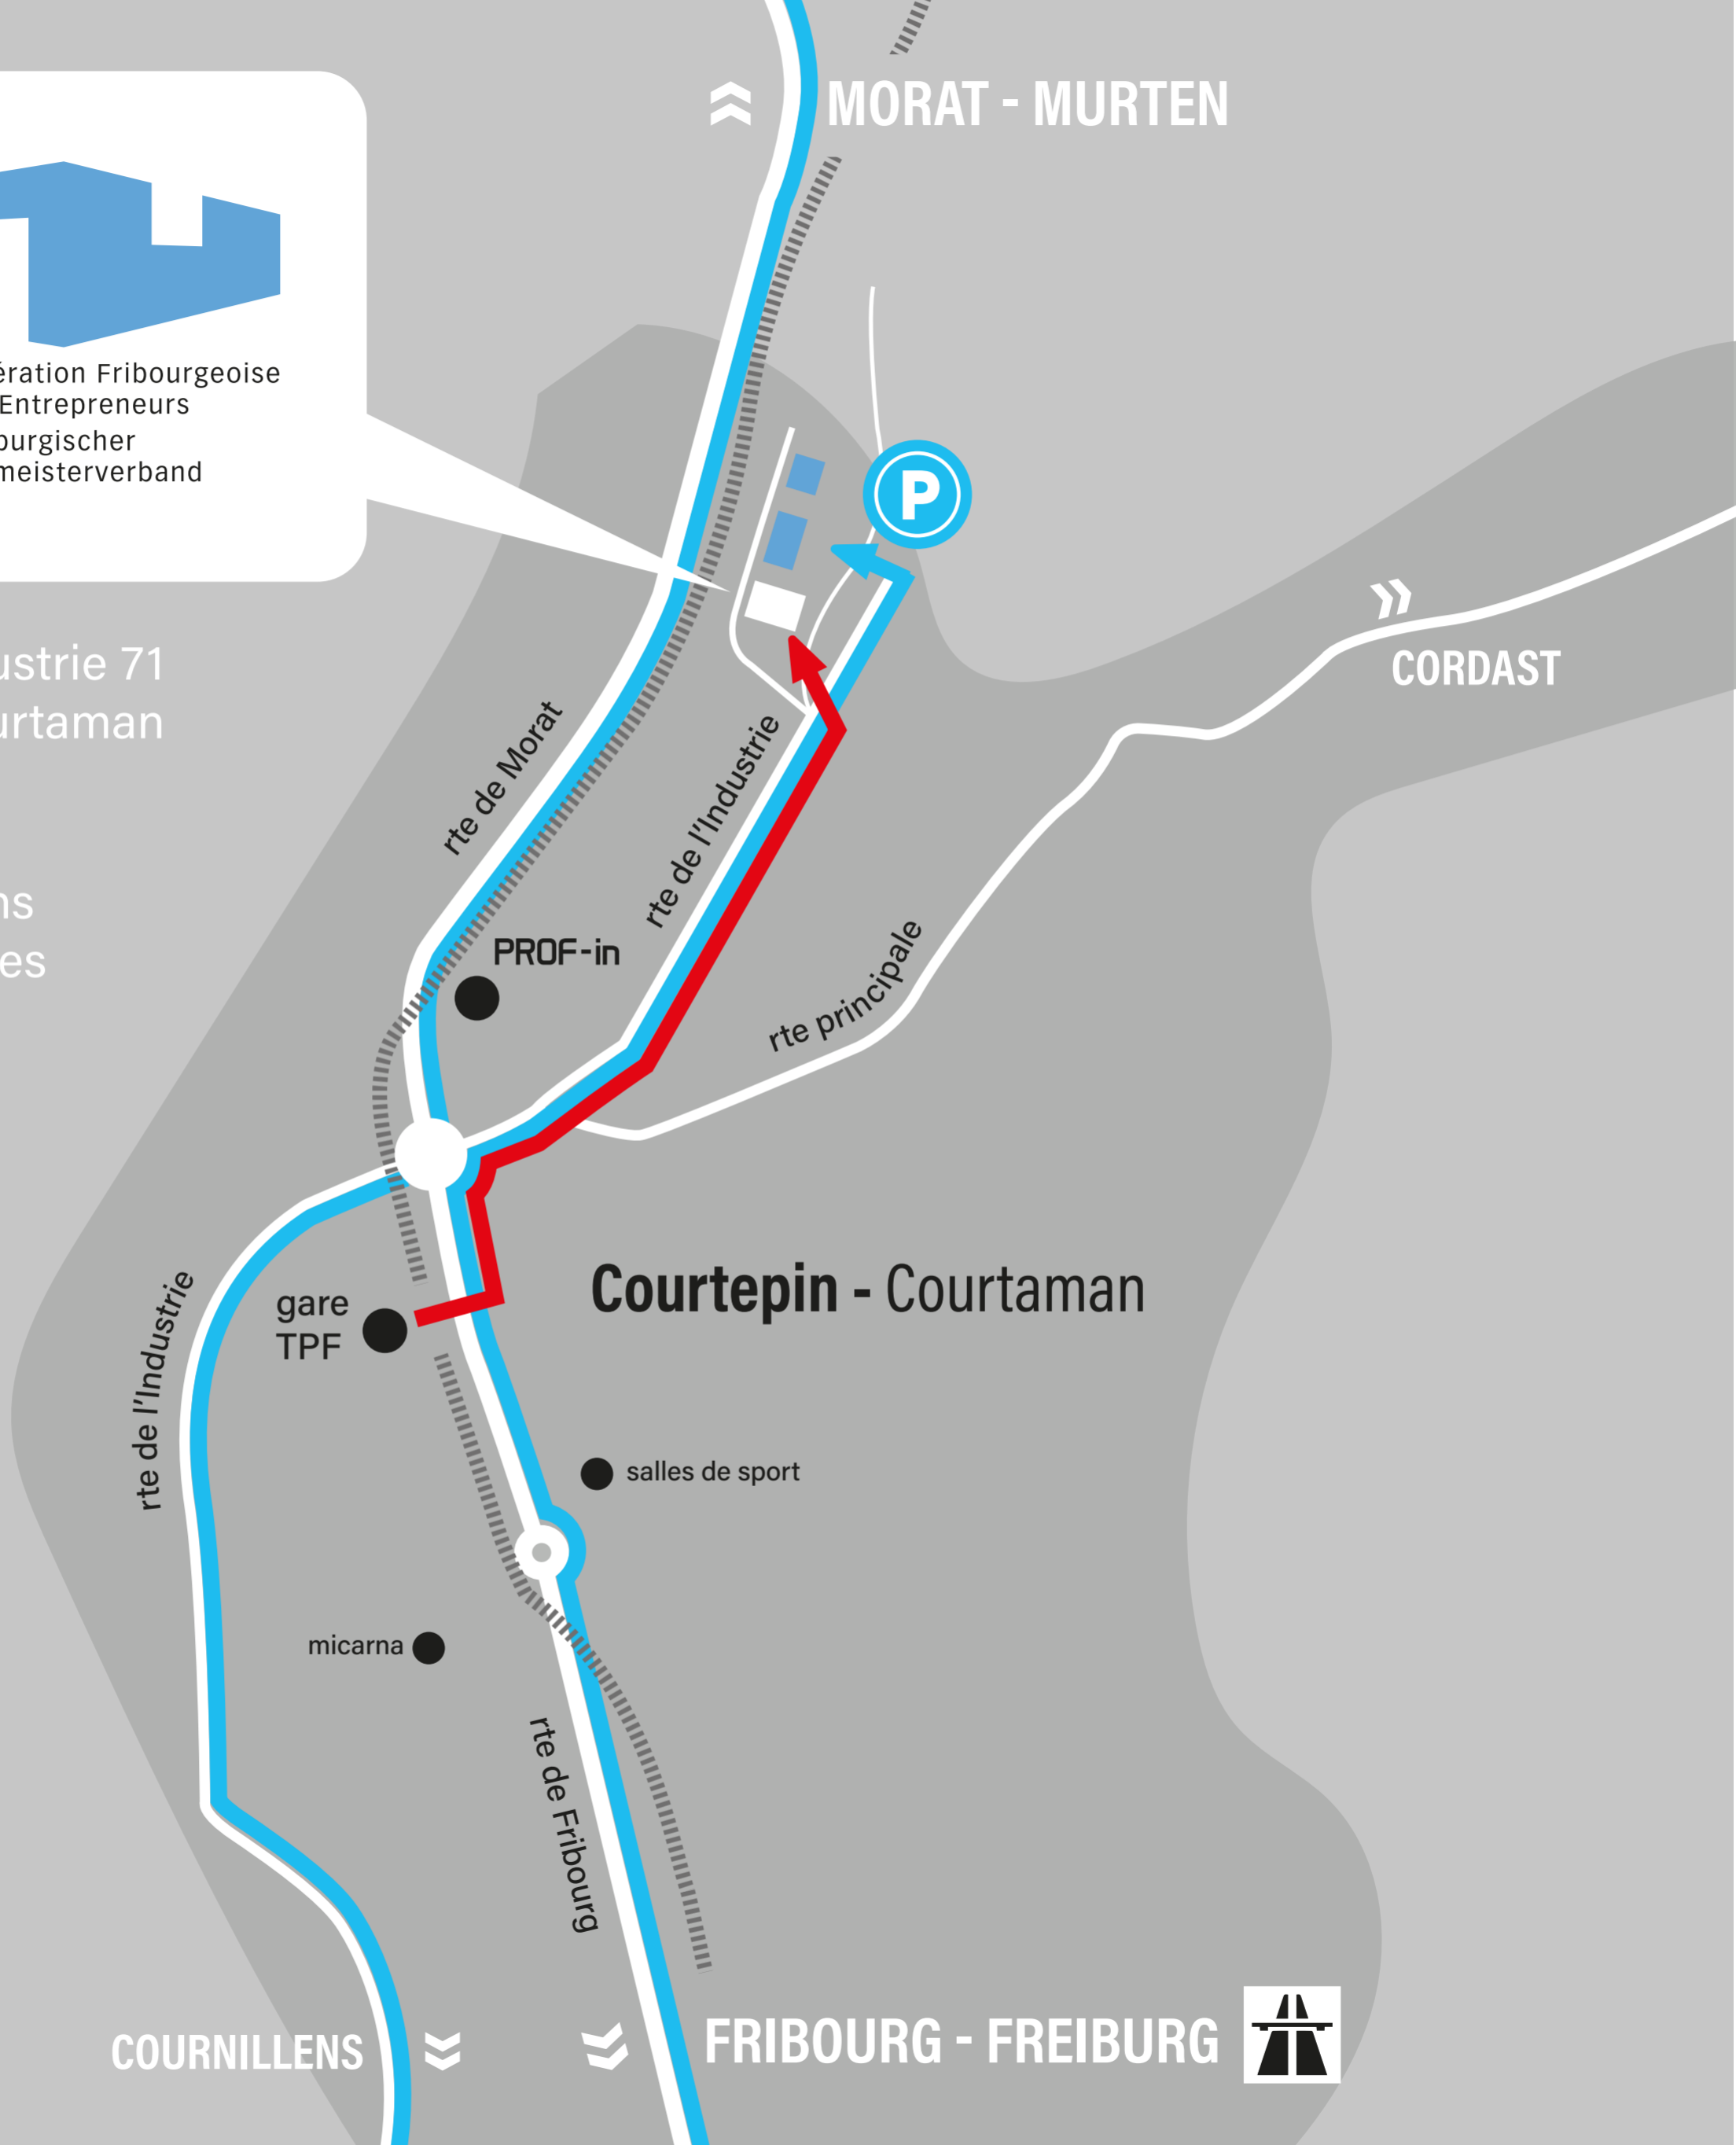 MORAT - MURTEN
ération Fribourgeoise
Entrepreneurs
burgischer
meisterverband
P
ustrie 71
urtaman
CORDAST
rte de Morat
rte de l'Industrie
ns
es
PROF-in
rte principale
Courtepin - Courtaman
gare
TPF
rte de l'Industrie
salles de sport
micarna
rte de Fribourg
COURNILLENS
FRIBOURG - FREIBURG